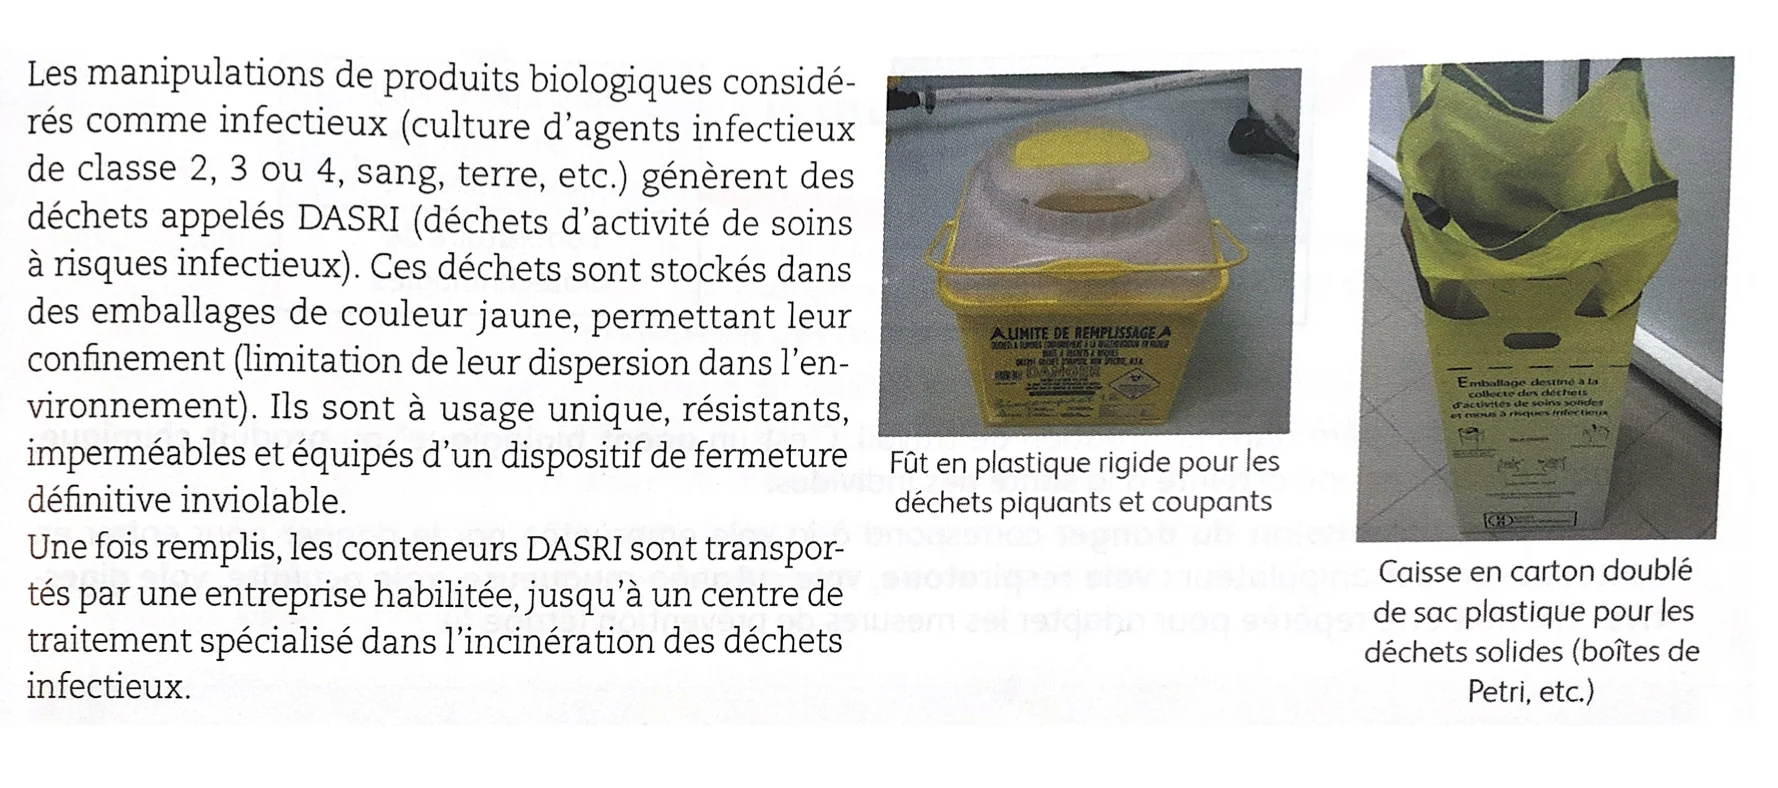 Les manipulations de produits biologiques considé-
rés comme infectieux (culture d'agents infectieux
de classe 2, 3 ou 4, sang, terre, etc.) génèrent des
déchets appelés DASRI (déchets d'activité de soins
à risques infectieux). Ces déchets sont stockés dans
des emballages de couleur jaune, permettant leur
confinement (limitation de leur dispersion dans l'en-
vironnement). Ils sont à usage unique, résistants,
imperméables et équipés d'un dispositif de fermeture
définitive inviolable.
Une fois remplis, les conteneurs DASRI sont transpor-
tés par une entreprise habilitée, jusqu'à un centre de
traitement spécialisé dans l'incinération des déchets
infectieux.
LIMITE DE REMPLISSAGE
DANGER
Fût en plastique rigide pour les
déchets piquants et coupants
Emballage destiné à la
collecte des déchets
d'activités de soins solides
et mous à risques infectieux
Caisse en carton doublé
de sac plastique pour les
déchets solides (boîtes de
Petri, etc.)